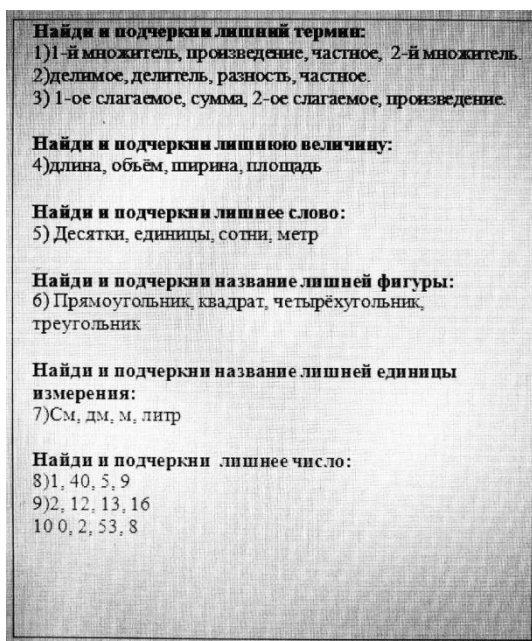 Найди и подчеркни лишний термин:
1)1-й множитель, произведение, частное, 2-й множитель.
2)делимое, делитель, разность, частное.
3) 1-ое слагаемое, сумма, 2-ое слагаемое, произведение.
Найди и подчеркни лишнюю величину:
4)длина, объём, ширина, площадь
Найди и подчеркни лишнее слово:
5) Десятки, единицы, сотни, метр
Найди и подчеркни название лишней фигуры:
6) Прямоугольник, квадрат, четырёхугольник,
треугольник
Найди и подчеркни название лишней единицы
измерения:
7)См, дм, м, литр
Найди и подчеркни лишнее число:
8)1, 40, 5, 9
9)2, 12, 13, 16
10 0, 2, 53, 8